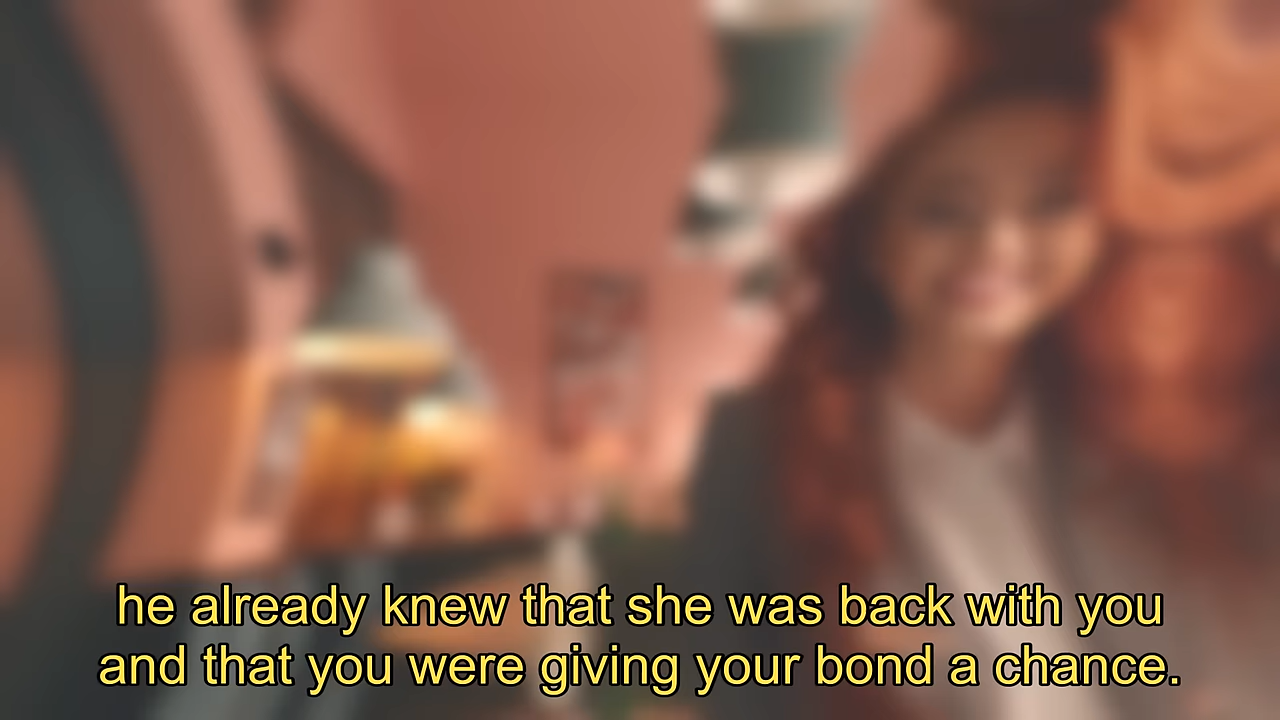 he already knew that she was back with you
and that you were giving your bond a chance.